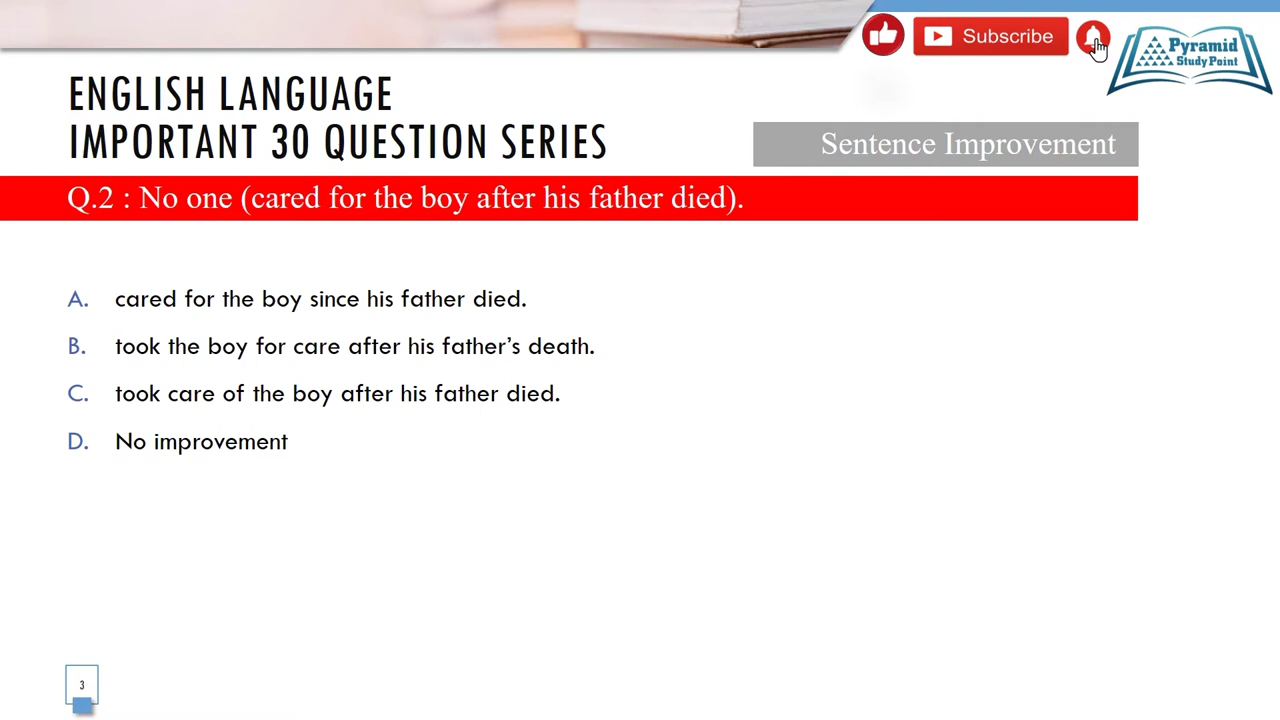 Subscribe
Pyramid
Study Point
ENGLISH LANGUAGE
IMPORTANT 30 QUESTION SERIES
Sentence Improvement
Q.2 : No one (cared for the boy after his father died).
A. cared for the boy since his father died.
B. took the boy for care after his father’s death.
C. took care of the boy after his father died.
D. No improvement
3